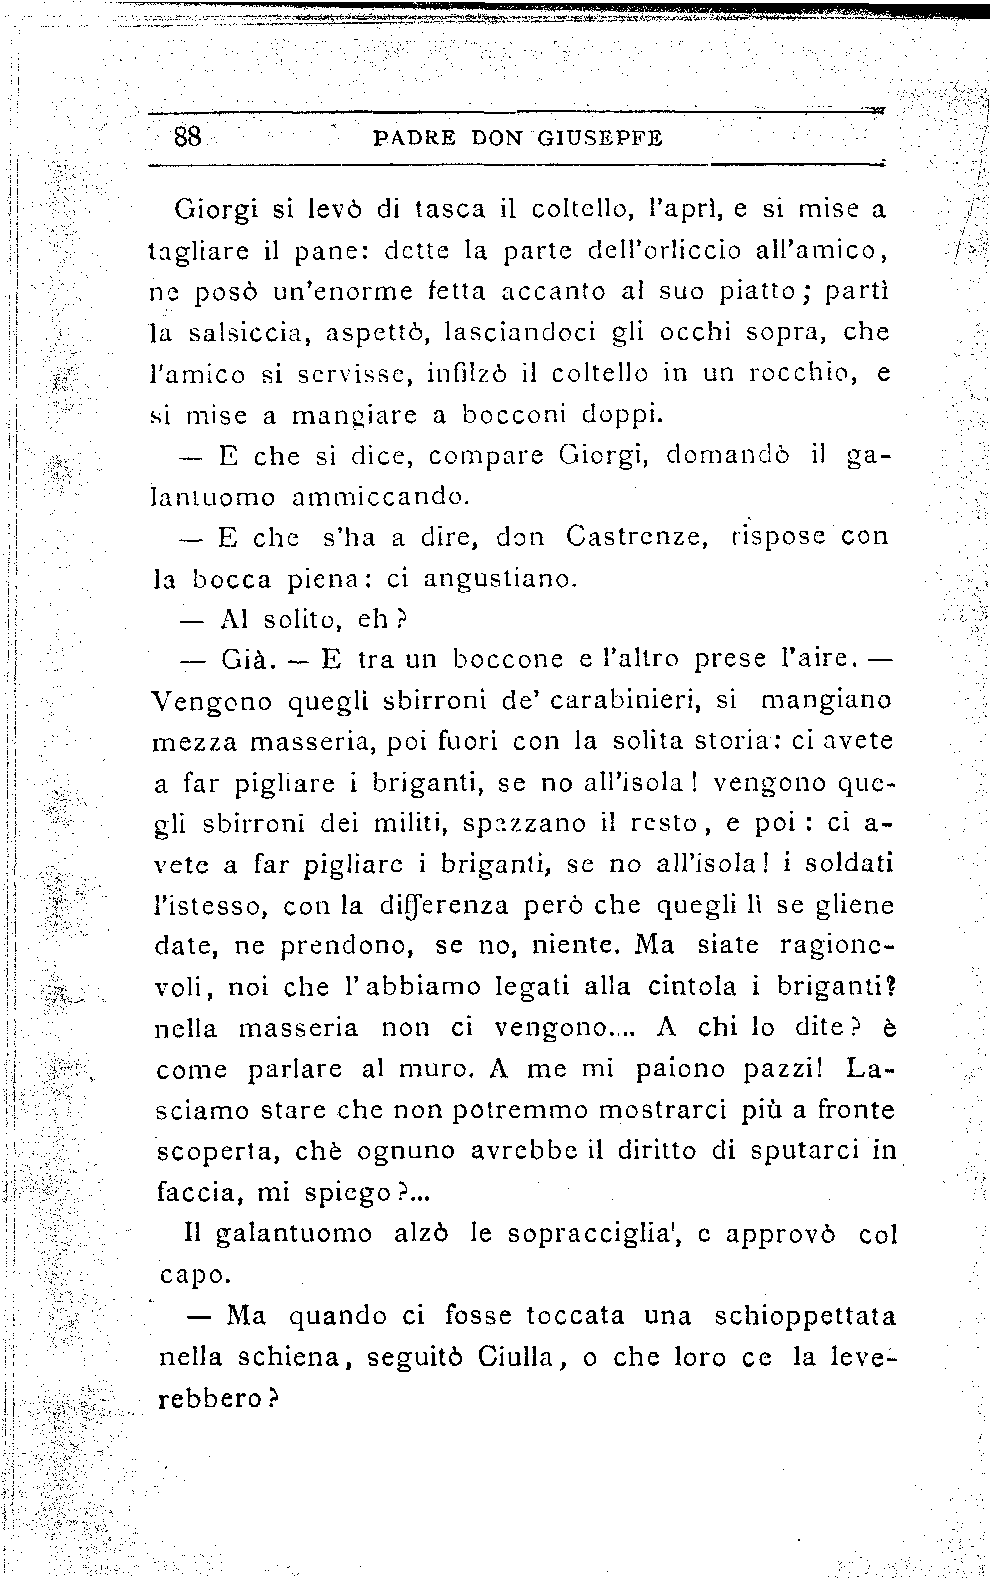 88 PADRE DON GIUSEPPE
Giorgi si levò di tasca il coltello, l'aprì, e si mise a
tagliare il pane: dette la parte dell'orliccio all'amico,
ne posò un'enorme fetta accanto al suo piatto; partì
la salsiccia, aspettò, lasciandoci gli occhi sopra, che
l'amico si servisse, infilzò il coltello in un rocchio, e
si mise a mangiare a bocconi doppi.
— E che si dice, compare Giorgi, domandò il ga-
lantuomo ammiccando.
— E che s'ha a dire, don Castrenze, rispose con
la bocca piena: ci angustiano.
— Al solito, eh?
— Già. — E tra un boccone e l'altro prese l'aire. —
Vengono quegli sbirroni de' carabinieri, si mangiano
mezza masseria, poi fuori con la solita storia: ci avete
a far pigliare i briganti, se no all'isola! vengono que-
gli sbirroni dei militi, spazzano il resto, e poi: ci a-
vete a far pigliare i briganti, se no all'isola! i soldati
l'istesso, con la differenza però che quegli lì se gliene
date, ne prendono, se no, niente. Ma siate ragione-
voli, noi che l'abbiamo legati alla cintola i briganti?
nella masseria non ci vengono.... A chi lo dite? è
come parlare al muro. A me mi paiono pazzi! La-
sciamo stare che non potremmo mostrarci più a fronte
scoperta, chè ognuno avrebbe il diritto di sputarci in
faccia, mi spiego?...
Il galantuomo alzò le sopracciglia', e approvò col
capo.
— Ma quando ci fosse toccata una schioppettata
nella schiena, seguitò Ciulla, o che loro ce la leve-
rebbero?